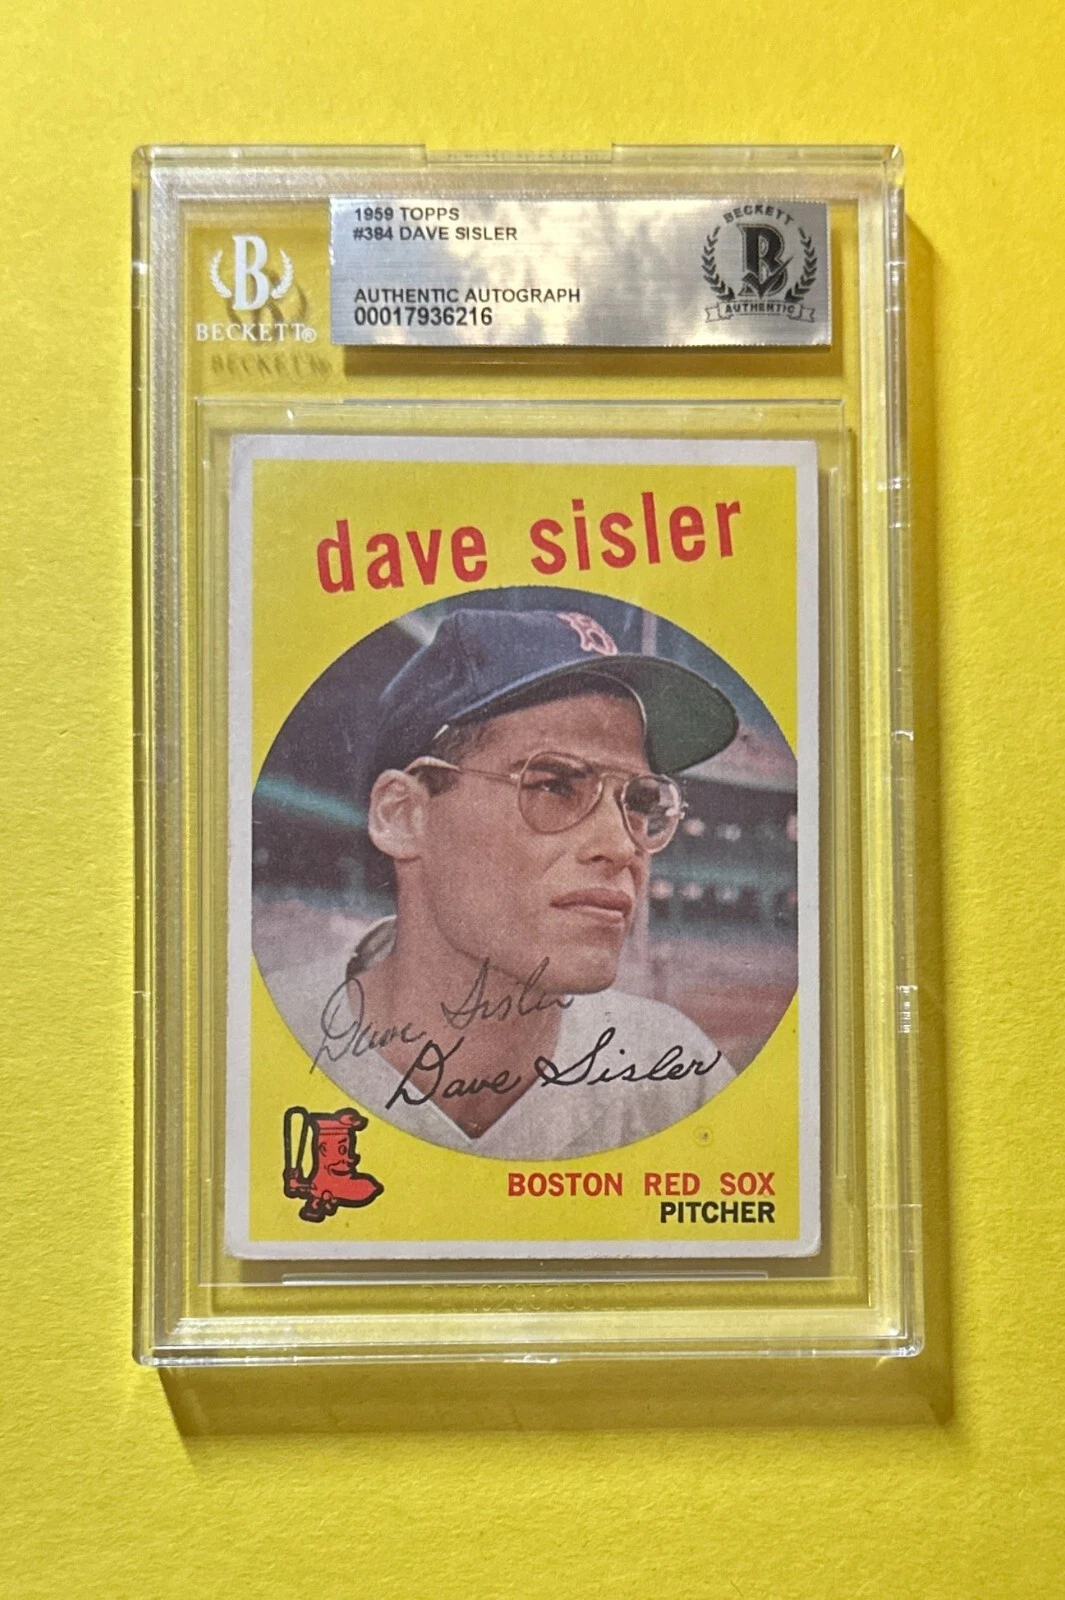 1959 TOPPS
#384 DAVE SISLER
AUTHENTIC AUTOGRAPH
00017936216
BECKETT
B
AUTHENTIC
B
BECKETT®
dave sisler
B
Dave Sisler
Dave Sisler
BOSTON RED SOX
PITCHER